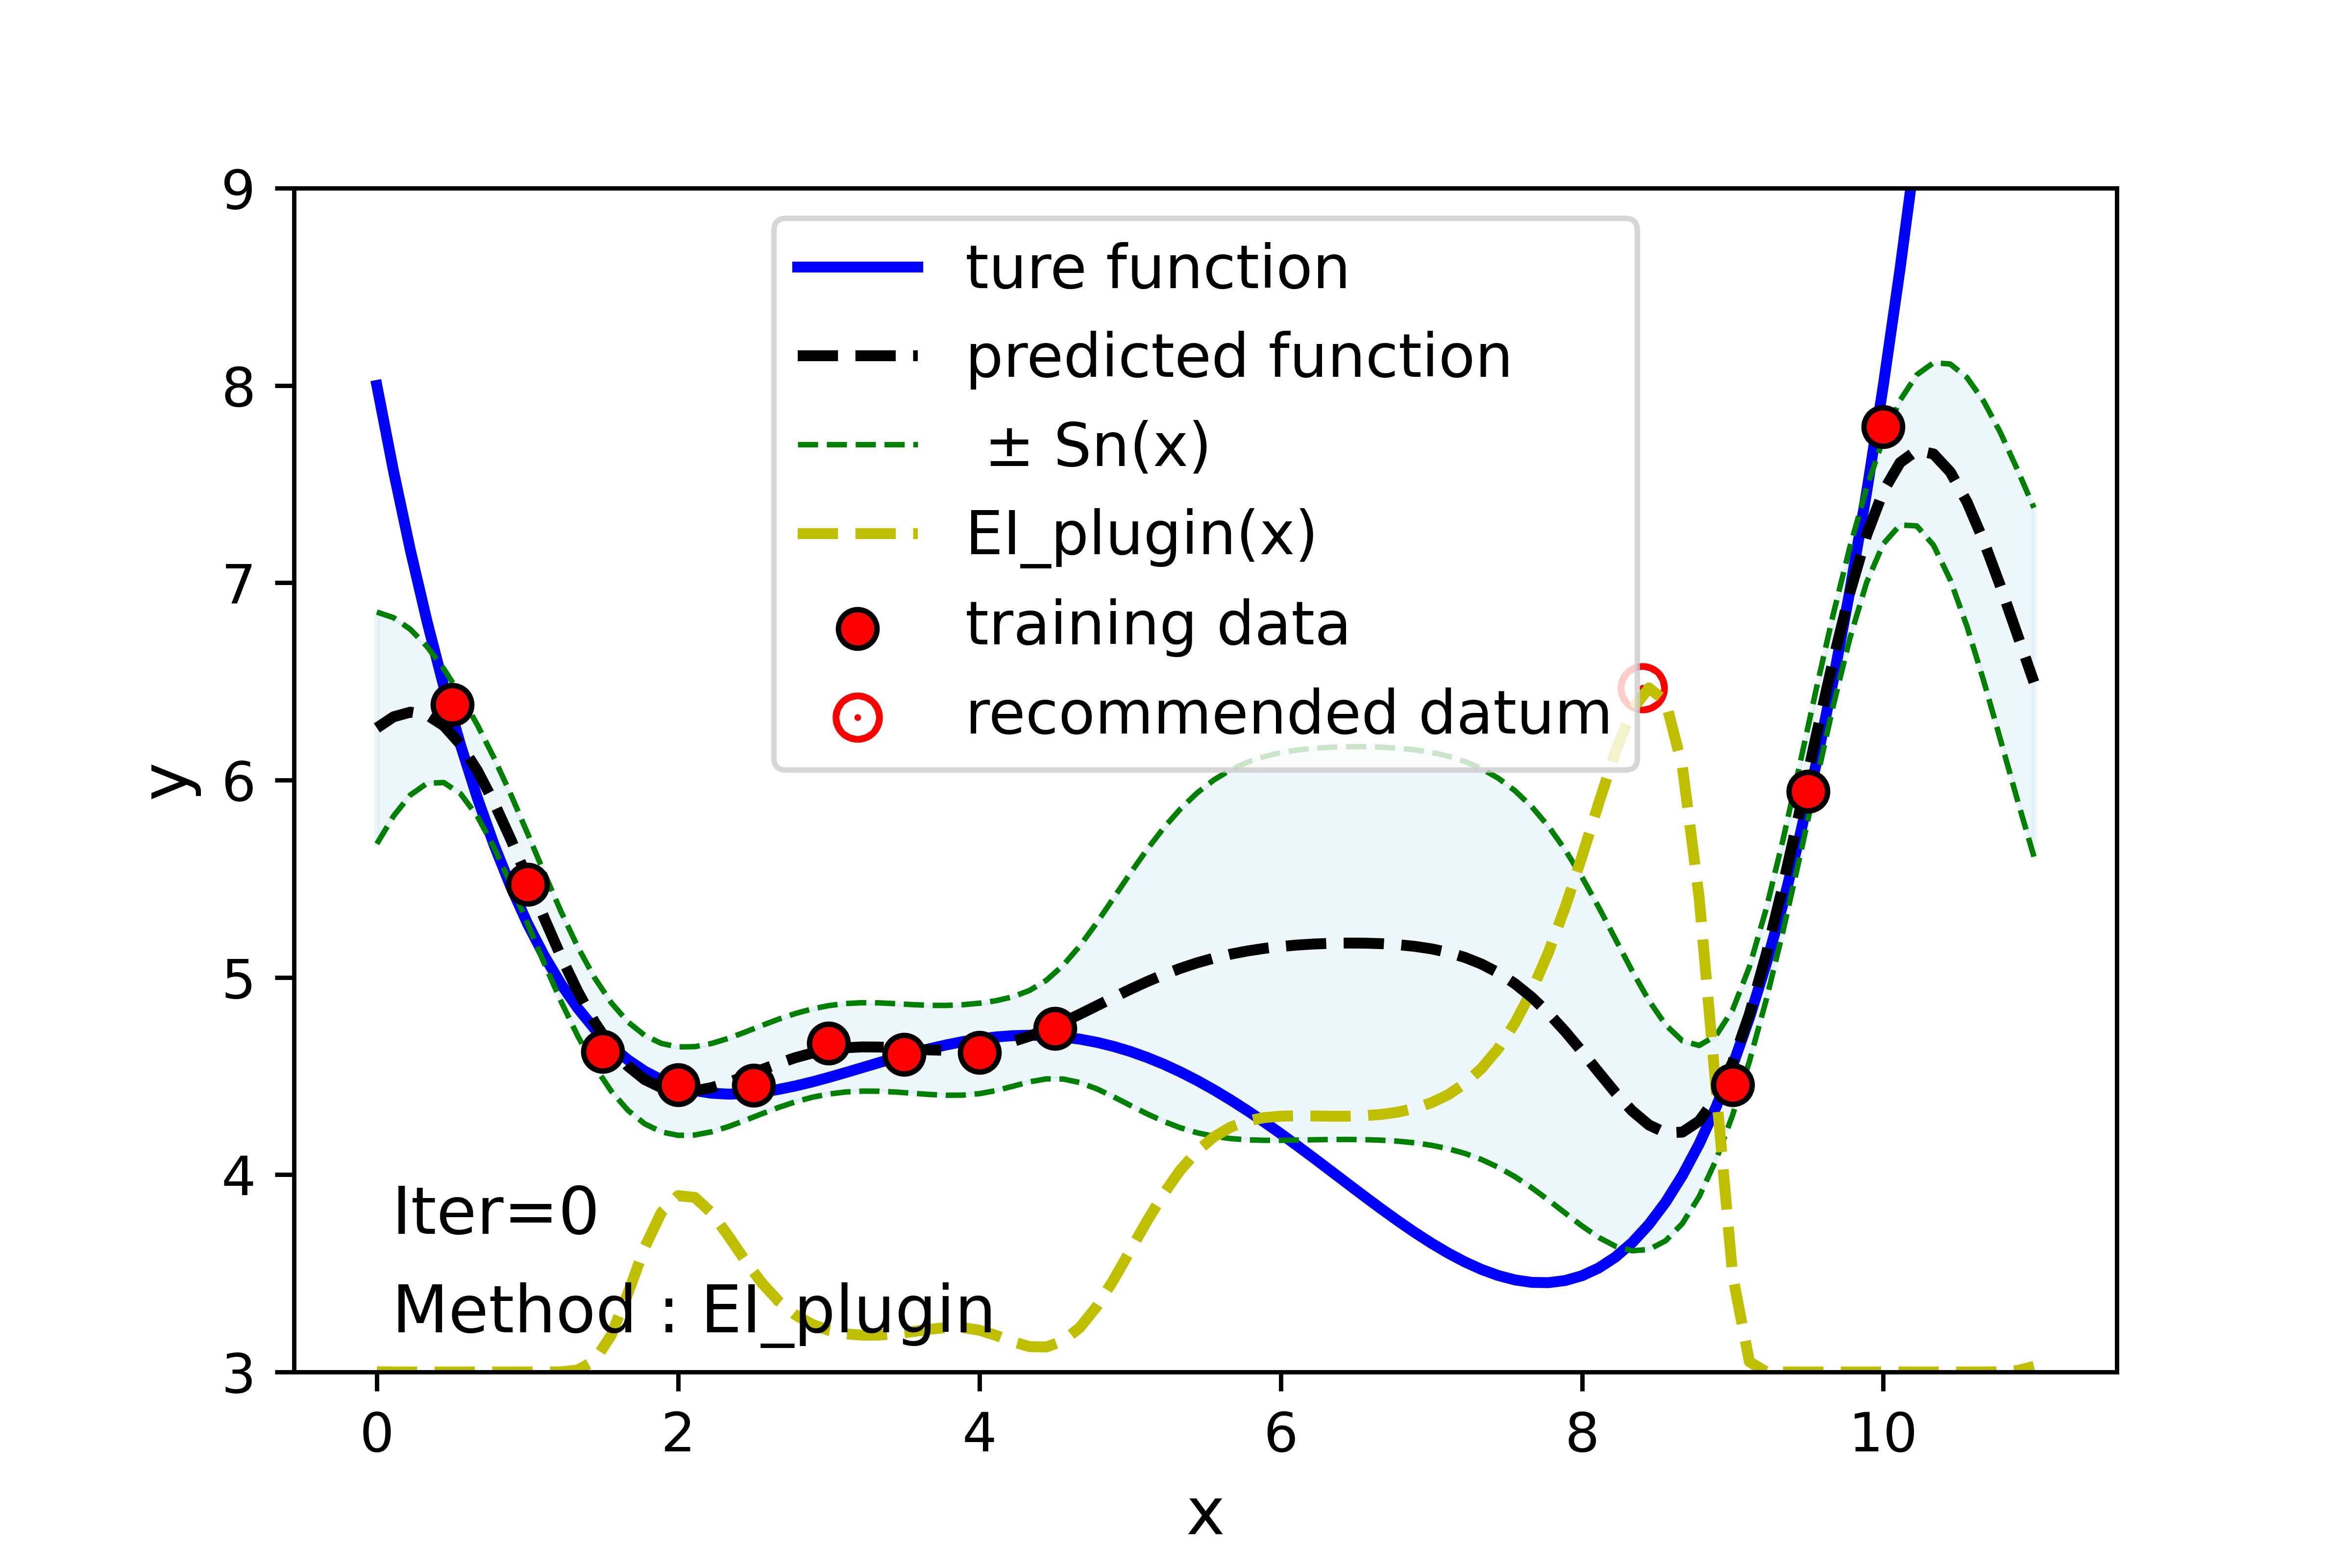 9
8
7
6
5
4
3
y
ture function
predicted function
± Sn(x)
EI_plugin(x)
training data
recommended datum
Iter=0
Method : EI_plugin
0 2 4 6 8 10
x